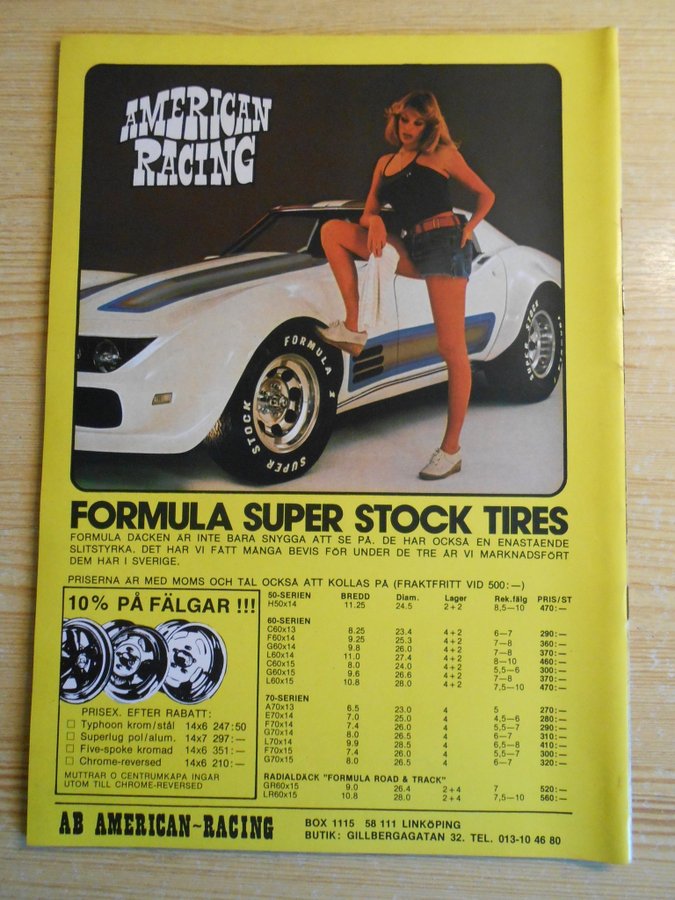 AMERICAN
RACING
FORMULA 1
SUPER STOCK
SUPER STOCK
FORMULA SUPER STOCK TIRES
FORMULA DÄCKEN ÄR INTE BARA SNYGGA ATT SE PÅ. DE HAR OCKSÅ EN ENASTÅENDE
SLITSTYRKA. DET HAR VI FÅTT MÅNGA BEVIS FÖR UNDER DE TRE ÅR VI MARKNADSFÖRT
DEM HÄR I SVERIGE.
PRISERNA ÄR MED MOMS OCH TÅL OCKSÅ ATT KOLLAS PÅ (FRAKTFRITT VID 500:—)
10% PÅ FÄLGAR !!!
PRISEX. EFTER RABATT:
Typhoon krom/stål 14x6 247:50
Superlug pol/alum. 14x7 297:—
Five-spoke kromad 14x6 351:—
Chrome-reversed 14x6 210:—
MUTTRAR O CENTRUMKÅPA INGÅR
UTOM TILL CHROME-REVERSED
50-SERIEN BREDD Diam. Lager Rek.fälg PRIS/ST
H50x14 11.25 24.5 2+2 8,5—10 470:—
60-SERIEN
C60x13 8.25 23.4 4+2 6—7 290:—
F60x14 9.25 25.3 4+2 7—8 360:—
G60x14 9.8 26.0 4+2 7—8 370:—
L60x14 11.0 27.4 4+2 8—10 460:—
C60x15 8.0 24.0 4+2 5,5—6 300:—
G60x15 9.6 26.6 4+2 7—8 370:—
L60x15 10.8 28.0 4+2 7,5—10 470:—
70-SERIEN
A70x13 6.5 23.0 4 5 270:—
E70x14 7.0 25.0 4 4,5—6 280:—
F70x14 7.4 26.0 4 5,5—7 290:—
G70x14 8.0 26.5 4 6—7 310:—
L70x14 9.9 28.5 4 6,5—8 410:—
F70x15 7.4 26.0 4 5,5—8 300:—
G70x15 8.0 26.5 4 6—7 320:—
RADIALDÄCK "FORMULA ROAD & TRACK"
GR60x15 9.0 26.4 2+4 7 520:—
LR60x15 10.8 28.0 2+4 7,5—10 560:—
AB AMERICAN~RACING
BOX 1115 58 111 LINKÖPING
BUTIK: GILLBERGAGATAN 32. TEL. 013-10 46 80